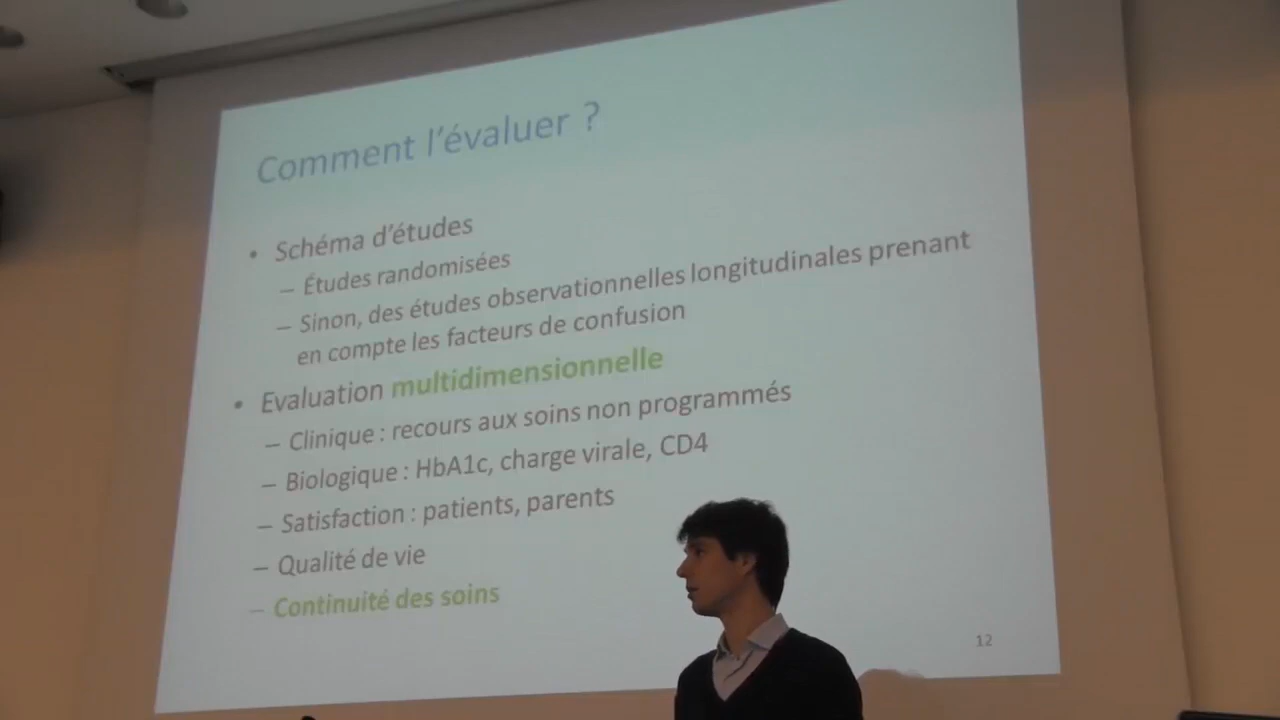 Comment l'évaluer ?
• Schéma d'études
– Études randomisées
– Sinon, des études observationnelles longitudinales prenant
en compte les facteurs de confusion
• Evaluation multidimensionnelle
– Clinique : recours aux soins non programmés
– Biologique : HbA1c, charge virale, CD4
– Satisfaction : patients, parents
– Qualité de vie
– Continuité des soins
12